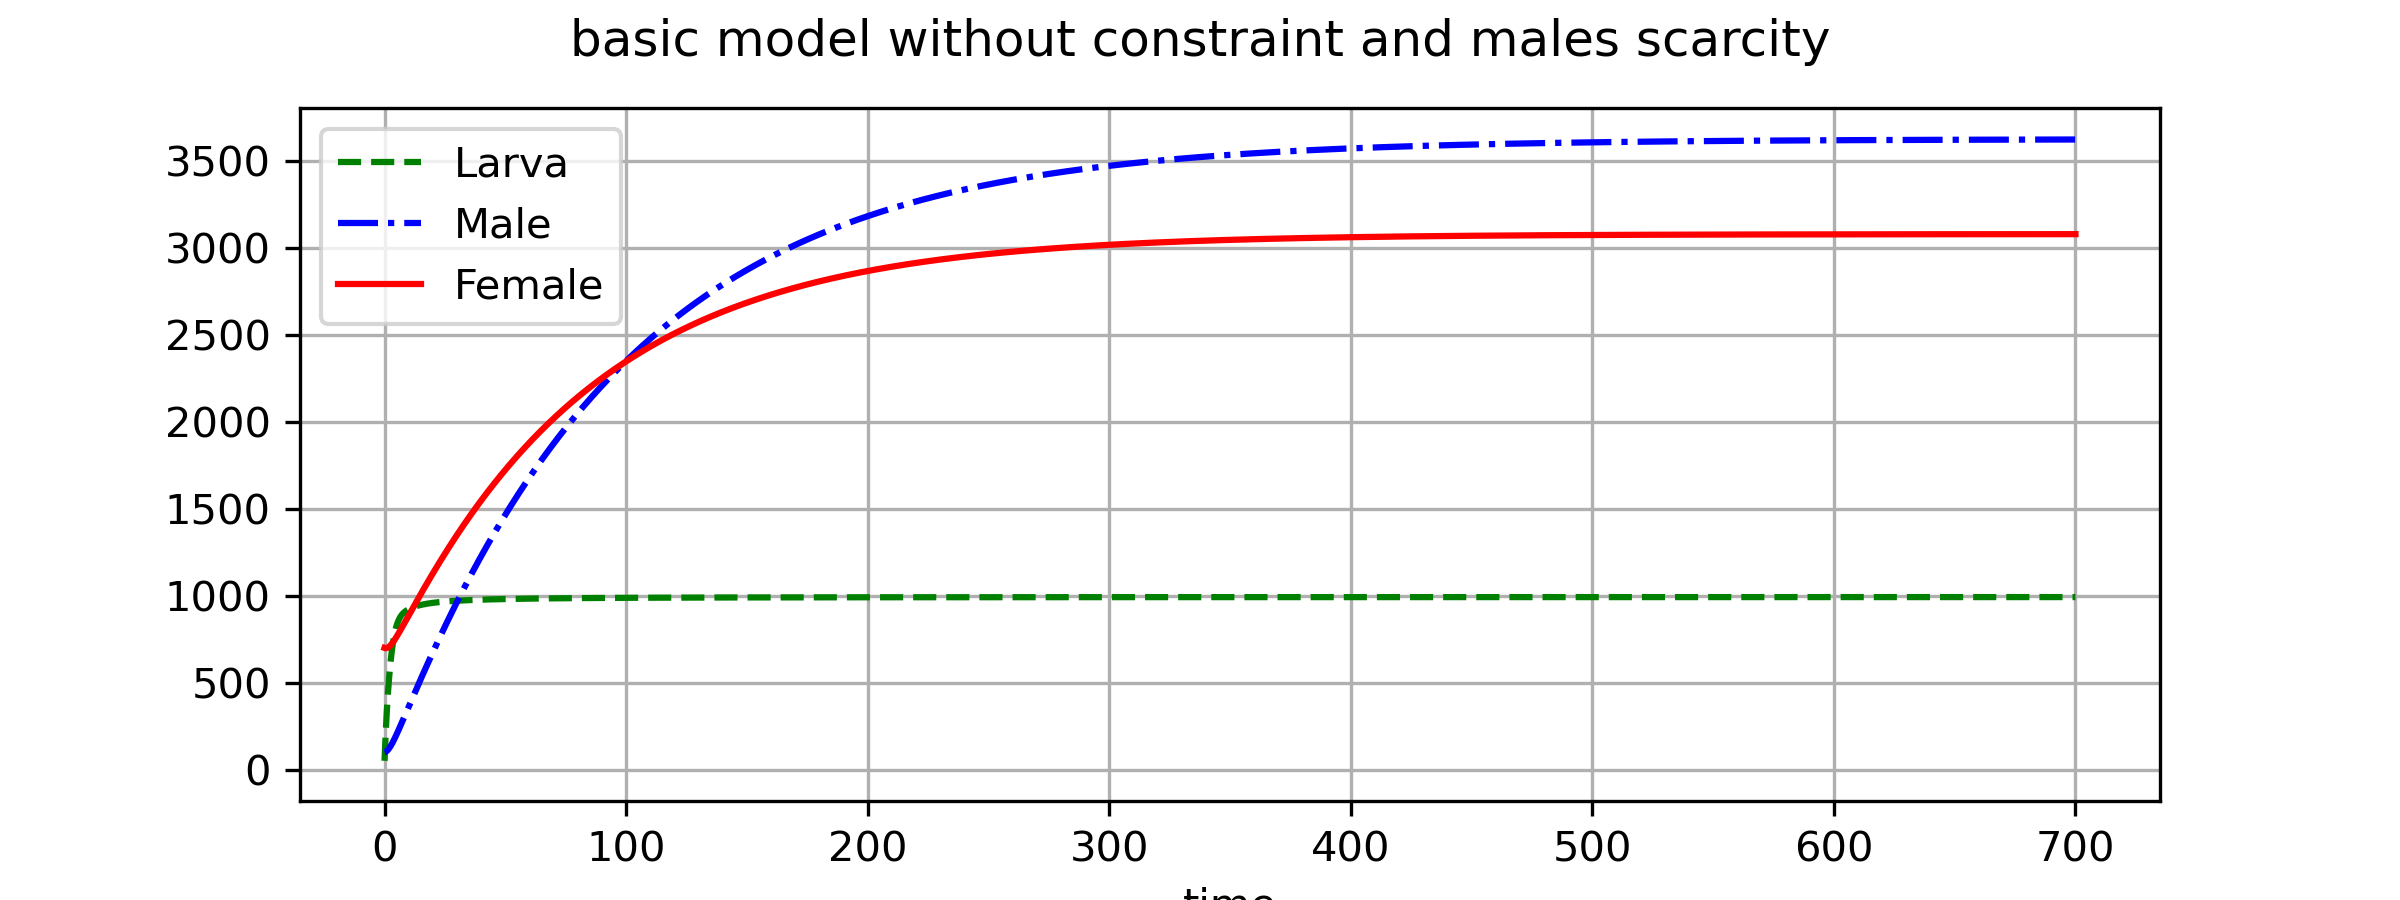 basic model without constraint and males scarcity
Larva
Male
Female
3500
3000
2500
2000
1500
1000
500
0
0 100 200 300 400 500 600 700
time